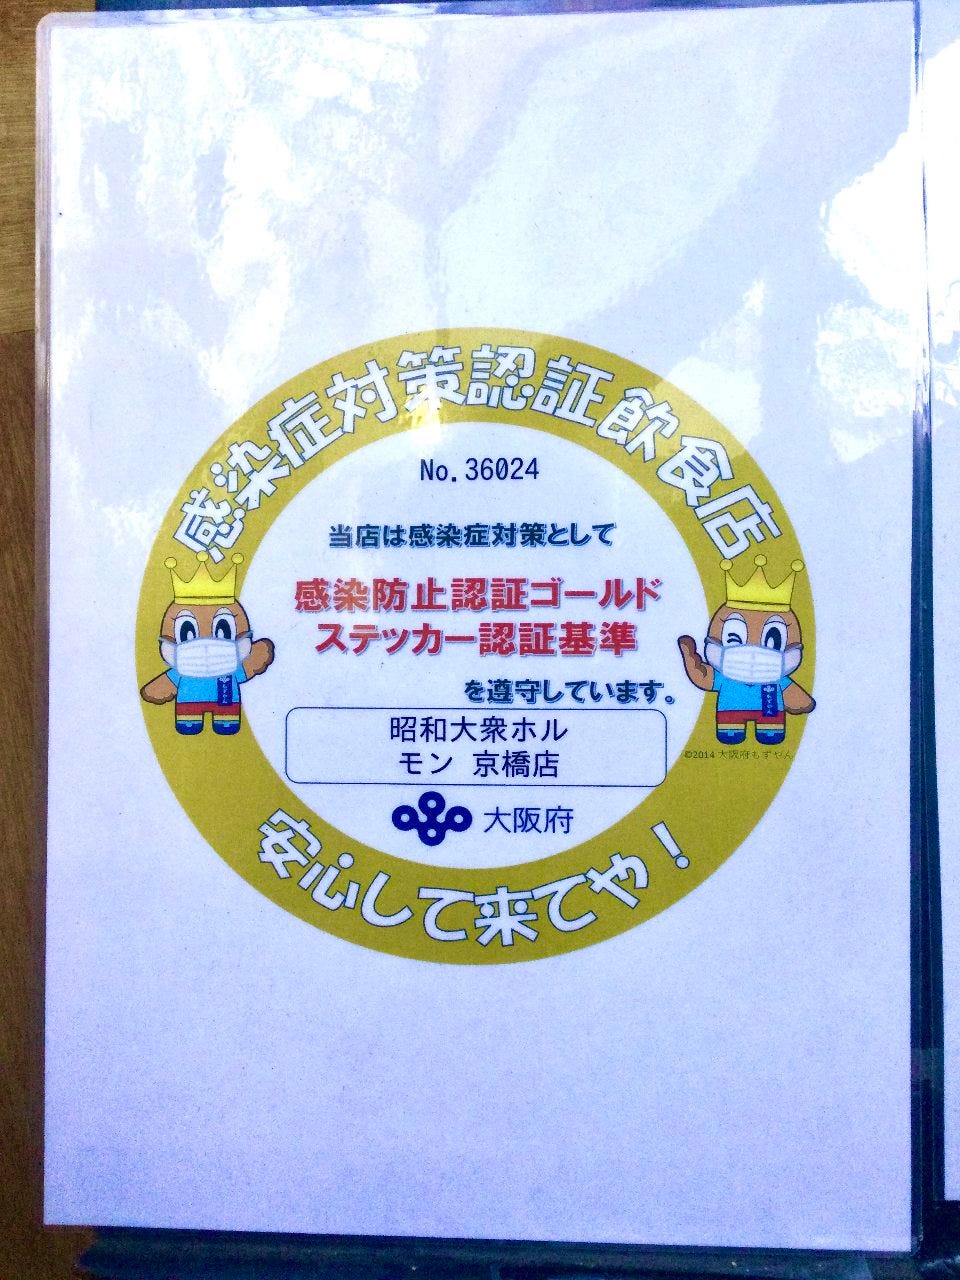 感染症対策認証飲食店
No.36024
当店は感染症対策として
感染防止認証ゴールド
ステッカー認証基準
を遵守しています。
昭和大衆ホル
モン 京橋店
©2014 大阪府もずやん
大阪府
安心して来てや！